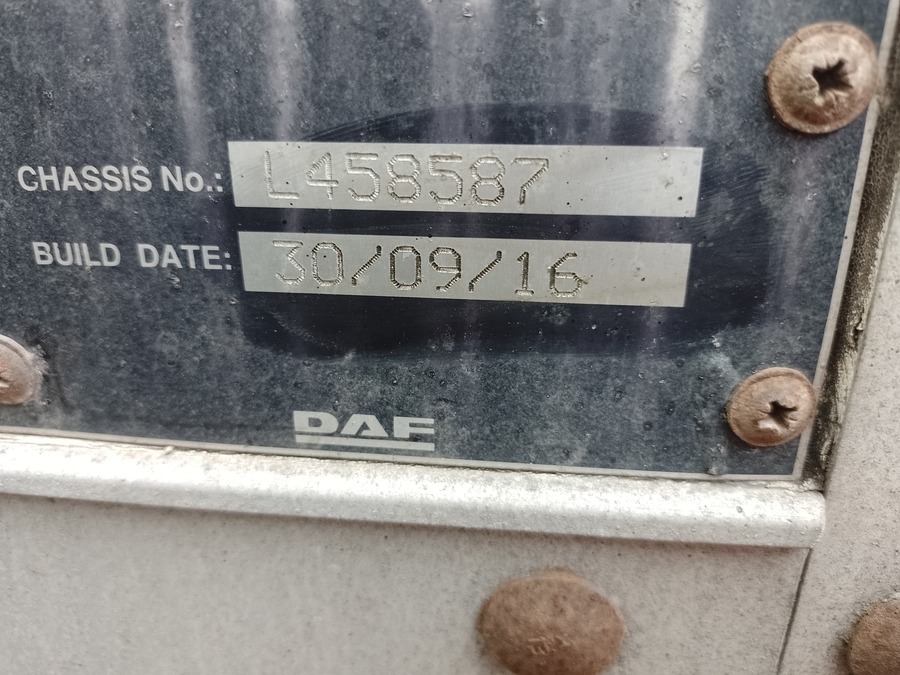 CHASSIS No.: L458587
BUILD DATE: 30/09/16
DAF